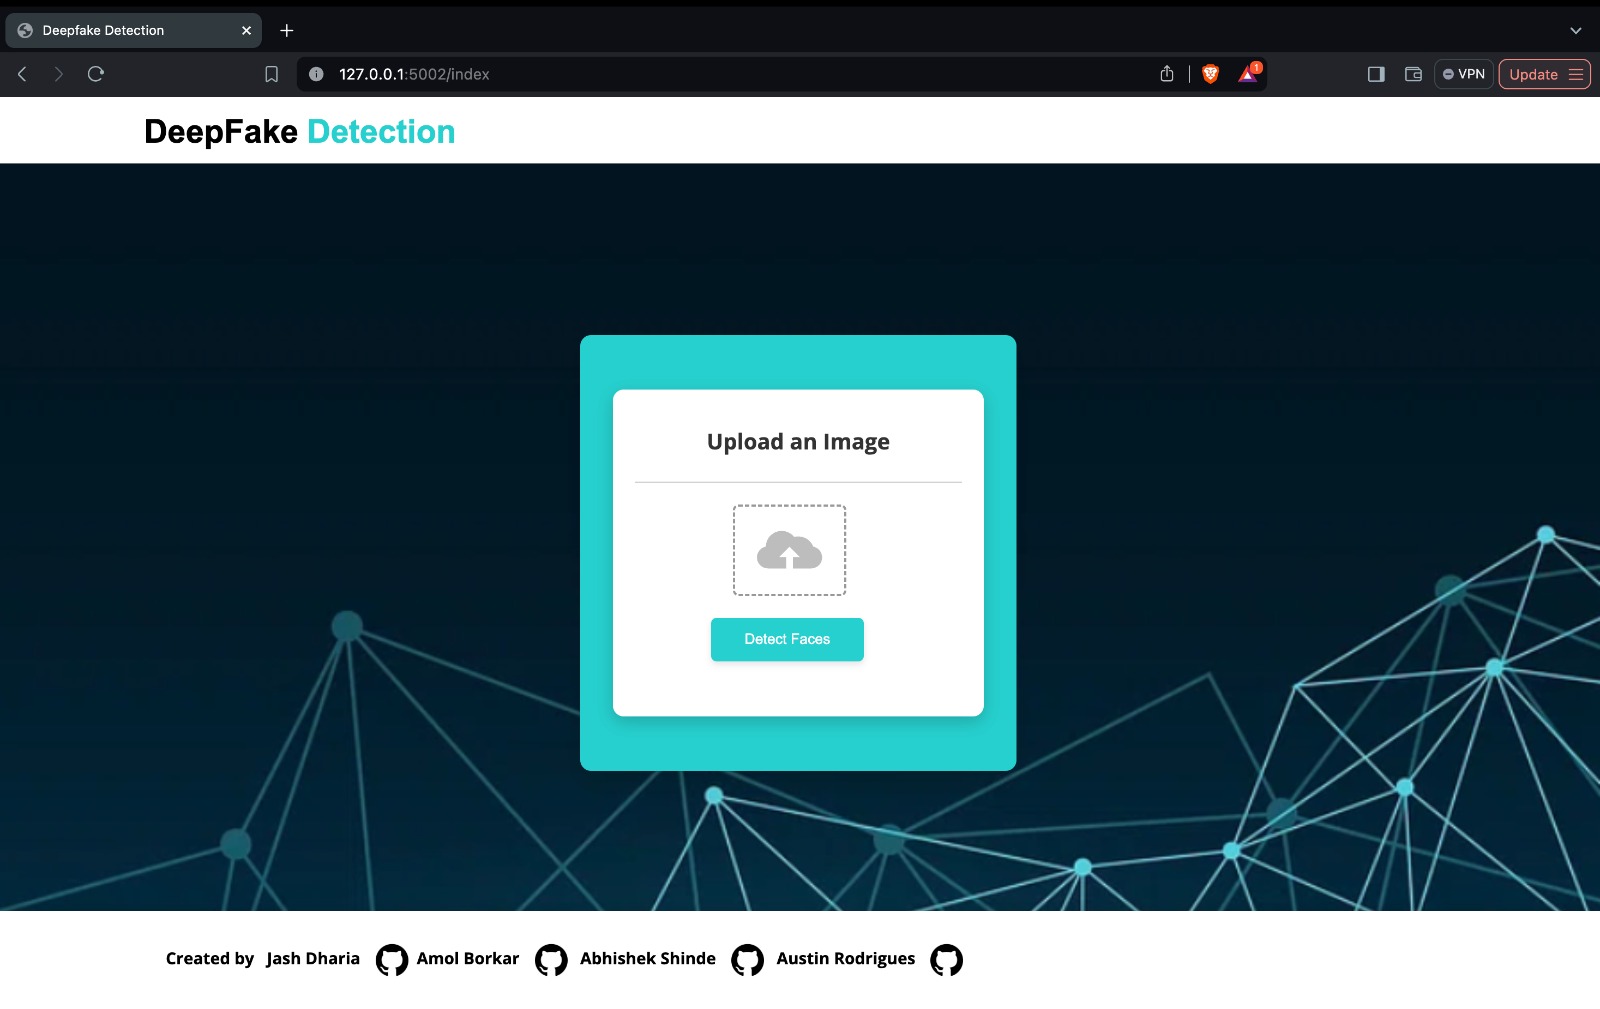 Deepfake Detection
127.0.0.1:5002/index
1
VPN
Update
DeepFake Detection
Upload an Image
Detect Faces
Created by Jash Dharia Amol Borkar Abhishek Shinde Austin Rodrigues